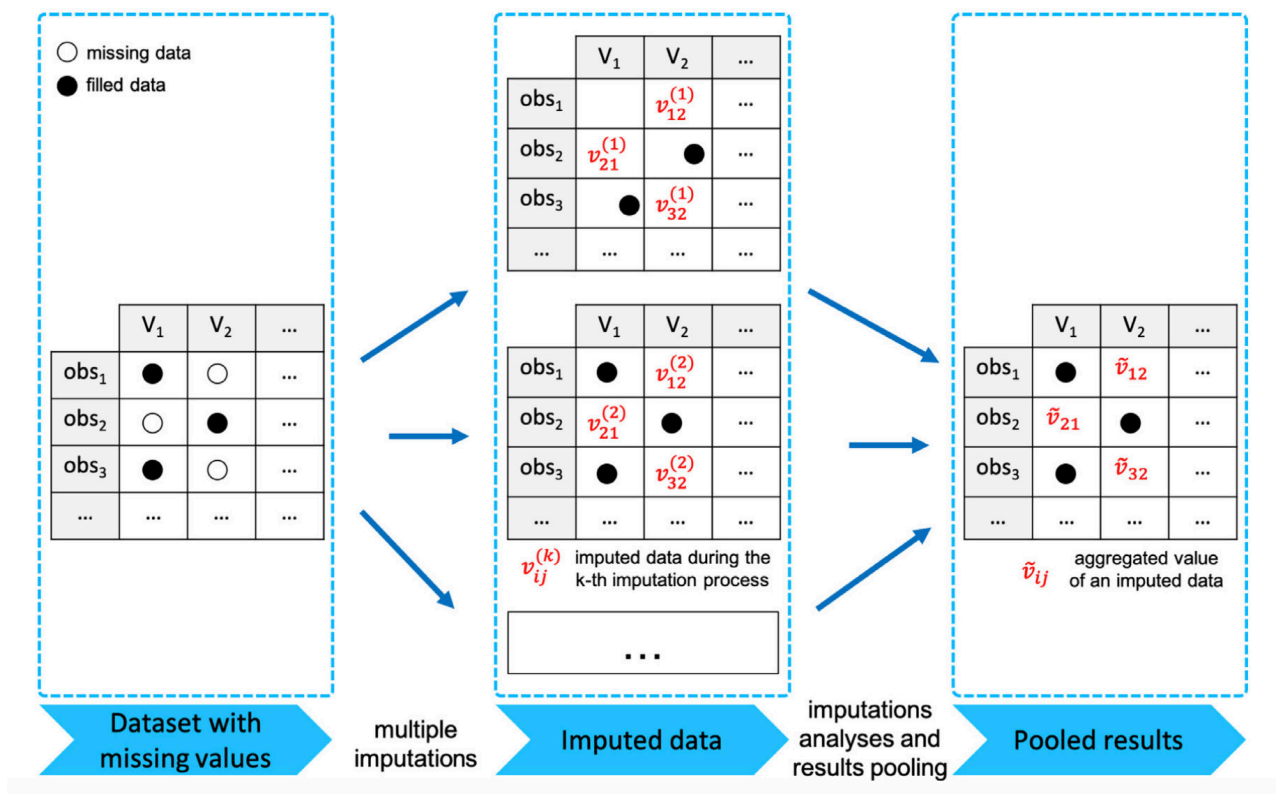 missing data
filled data
V₁ V₂ ...
obs₁ ...
obs₂ ...
obs₃ ...
... ... ... ...
V₁ V₂ ...
obs₁ v₁₂⁽¹⁾ ...
obs₂ v₂₁⁽¹⁾ ...
obs₃ v₃₂⁽¹⁾ ...
... ... ... ...
V₁ V₂ ...
obs₁ v₁₂⁽²⁾ ...
obs₂ v₂₁⁽²⁾ ...
obs₃ v₃₂⁽²⁾ ...
... ... ... ...
vᵢⱼ⁽ᵏ⁾ imputed data during the
k-th imputation process
...
V₁ V₂ ...
obs₁ ṽ₁₂ ...
obs₂ ṽ₂₁ ...
obs₃ ṽ₃₂ ...
... ... ... ...
ṽᵢⱼ aggregated value
of an imputed data
Dataset with
missing values
multiple
imputations
Imputed data
imputations
analyses and
results pooling
Pooled results